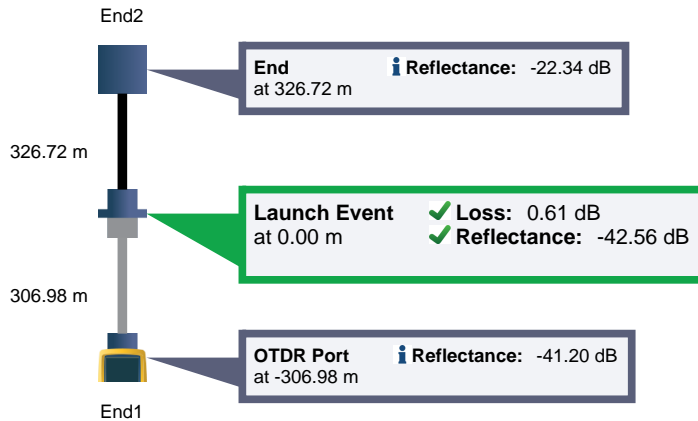 End2
End
i Reflectance: -22.34 dB
at 326.72 m
326.72 m
Launch Event
Loss: 0.61 dB
at 0.00 m
Reflectance: -42.56 dB
306.98 m
OTDR Port
i Reflectance: -41.20 dB
at -306.98 m
End1